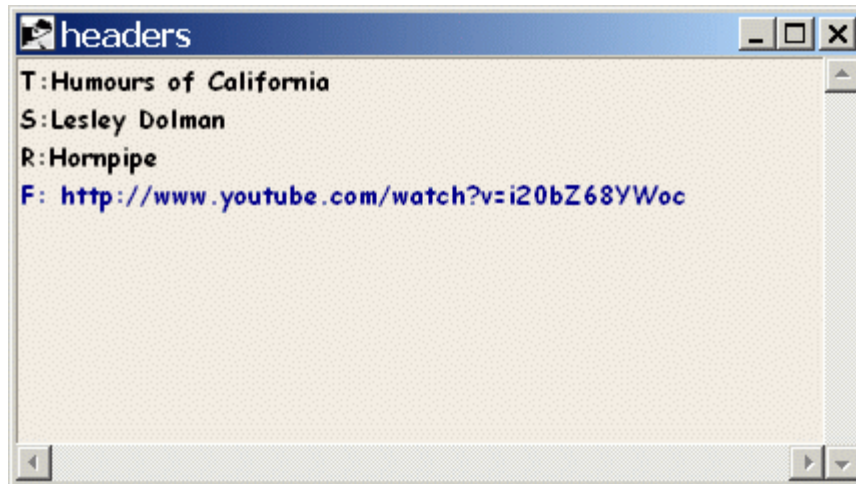 headers
T:Humours of California
S:Lesley Dolman
R:Hornpipe
F: http://www.youtube.com/watch?v=i20bZ68YWoc